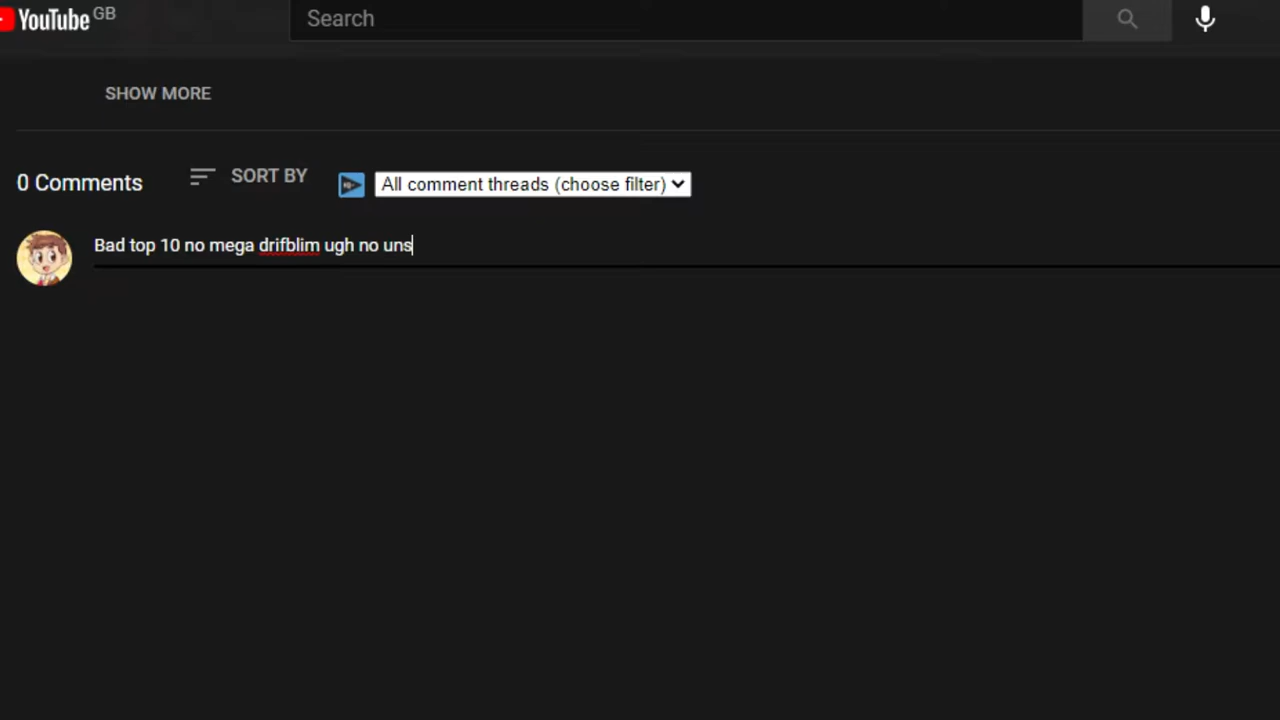 YouTube GB
Search
SHOW MORE
0 Comments SORT BY All comment threads (choose filter)
Bad top 10 no mega drifblim ugh no uns